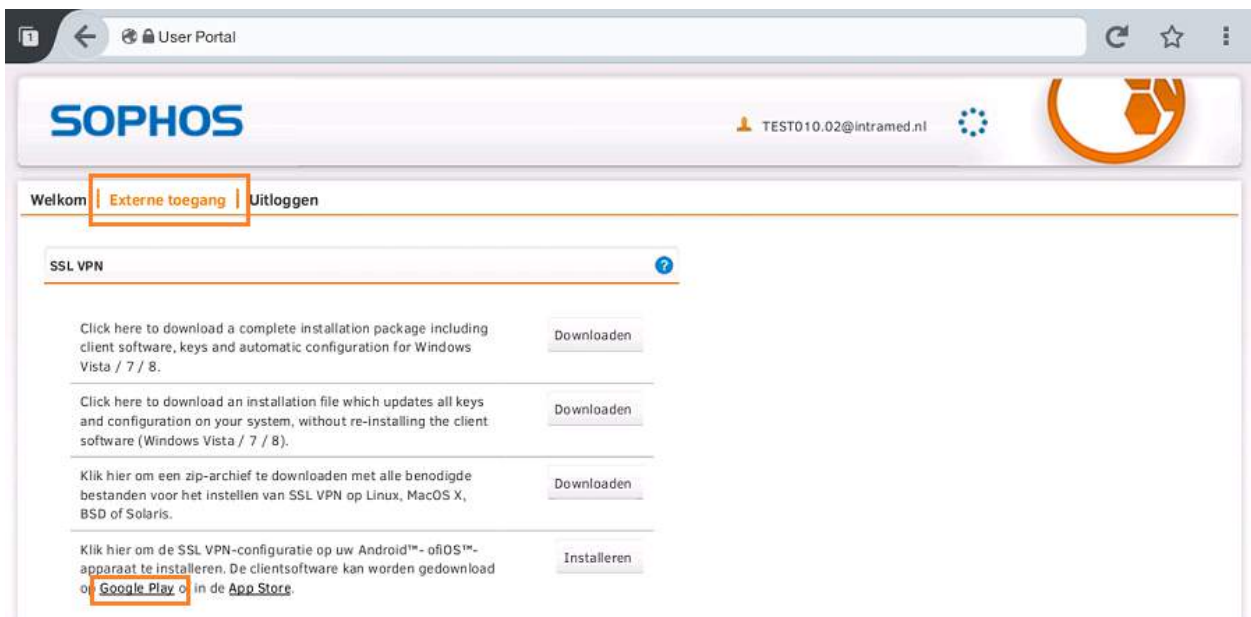 1
User Portal
SOPHOS
TEST010.02@intramed.nl
Welkom | Externe toegang | Uitloggen
SSL VPN ?
Click here to download a complete installation package including
client software, keys and automatic configuration for Windows
Vista / 7 / 8.
Downloaden
Click here to download an installation file which updates all keys
and configuration on your system, without re-installing the client
software (Windows Vista / 7 / 8).
Downloaden
Klik hier om een zip-archief te downloaden met alle benodigde
bestanden voor het instellen van SSL VPN op Linux, MacOS X,
BSD of Solaris.
Downloaden
Klik hier om de SSL VPN-configuratie op uw Android™- ofiOS™-
apparaat te installeren. De clientsoftware kan worden gedownload
op Google Play of in de App Store.
Installeren